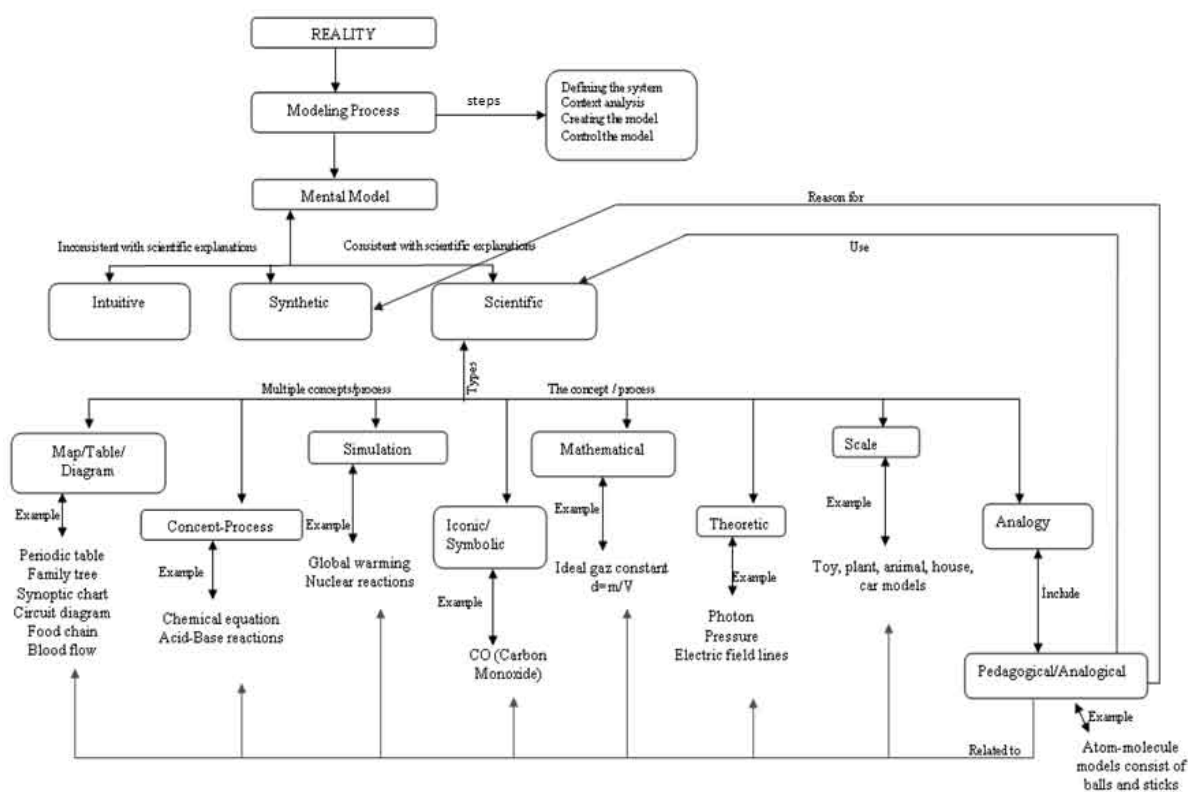 REALITY
Modeling Process
steps
Defining the system
Context analysis
Creating the model
Control the model
Mental Model
Reason for
Inconsistent with scientific explanations
Consistent with scientific explanations
Use
Intuitive
Synthetic
Scientific
Types
Multiple concepts/process
The concept / process
Map/Table/
Diagram
Simulation
Mathematical
Scale
Example
Concept-Process
Example
Iconic/
Symbolic
Example
Theoretic
Example
Analogy
Periodic table
Family tree
Synoptic chart
Circuit diagram
Food chain
Blood flow
Example
Chemical equation
Acid-Base reactions
Global warming
Nuclear reactions
Example
CO (Carbon
Monoxide)
Ideal gaz constant
d=m/V
Example
Photon
Pressure
Electric field lines
Toy, plant, animal, house,
car models
Include
Pedagogical/Analogical
Example
Related to
Atom-molecule
models consist of
balls and sticks